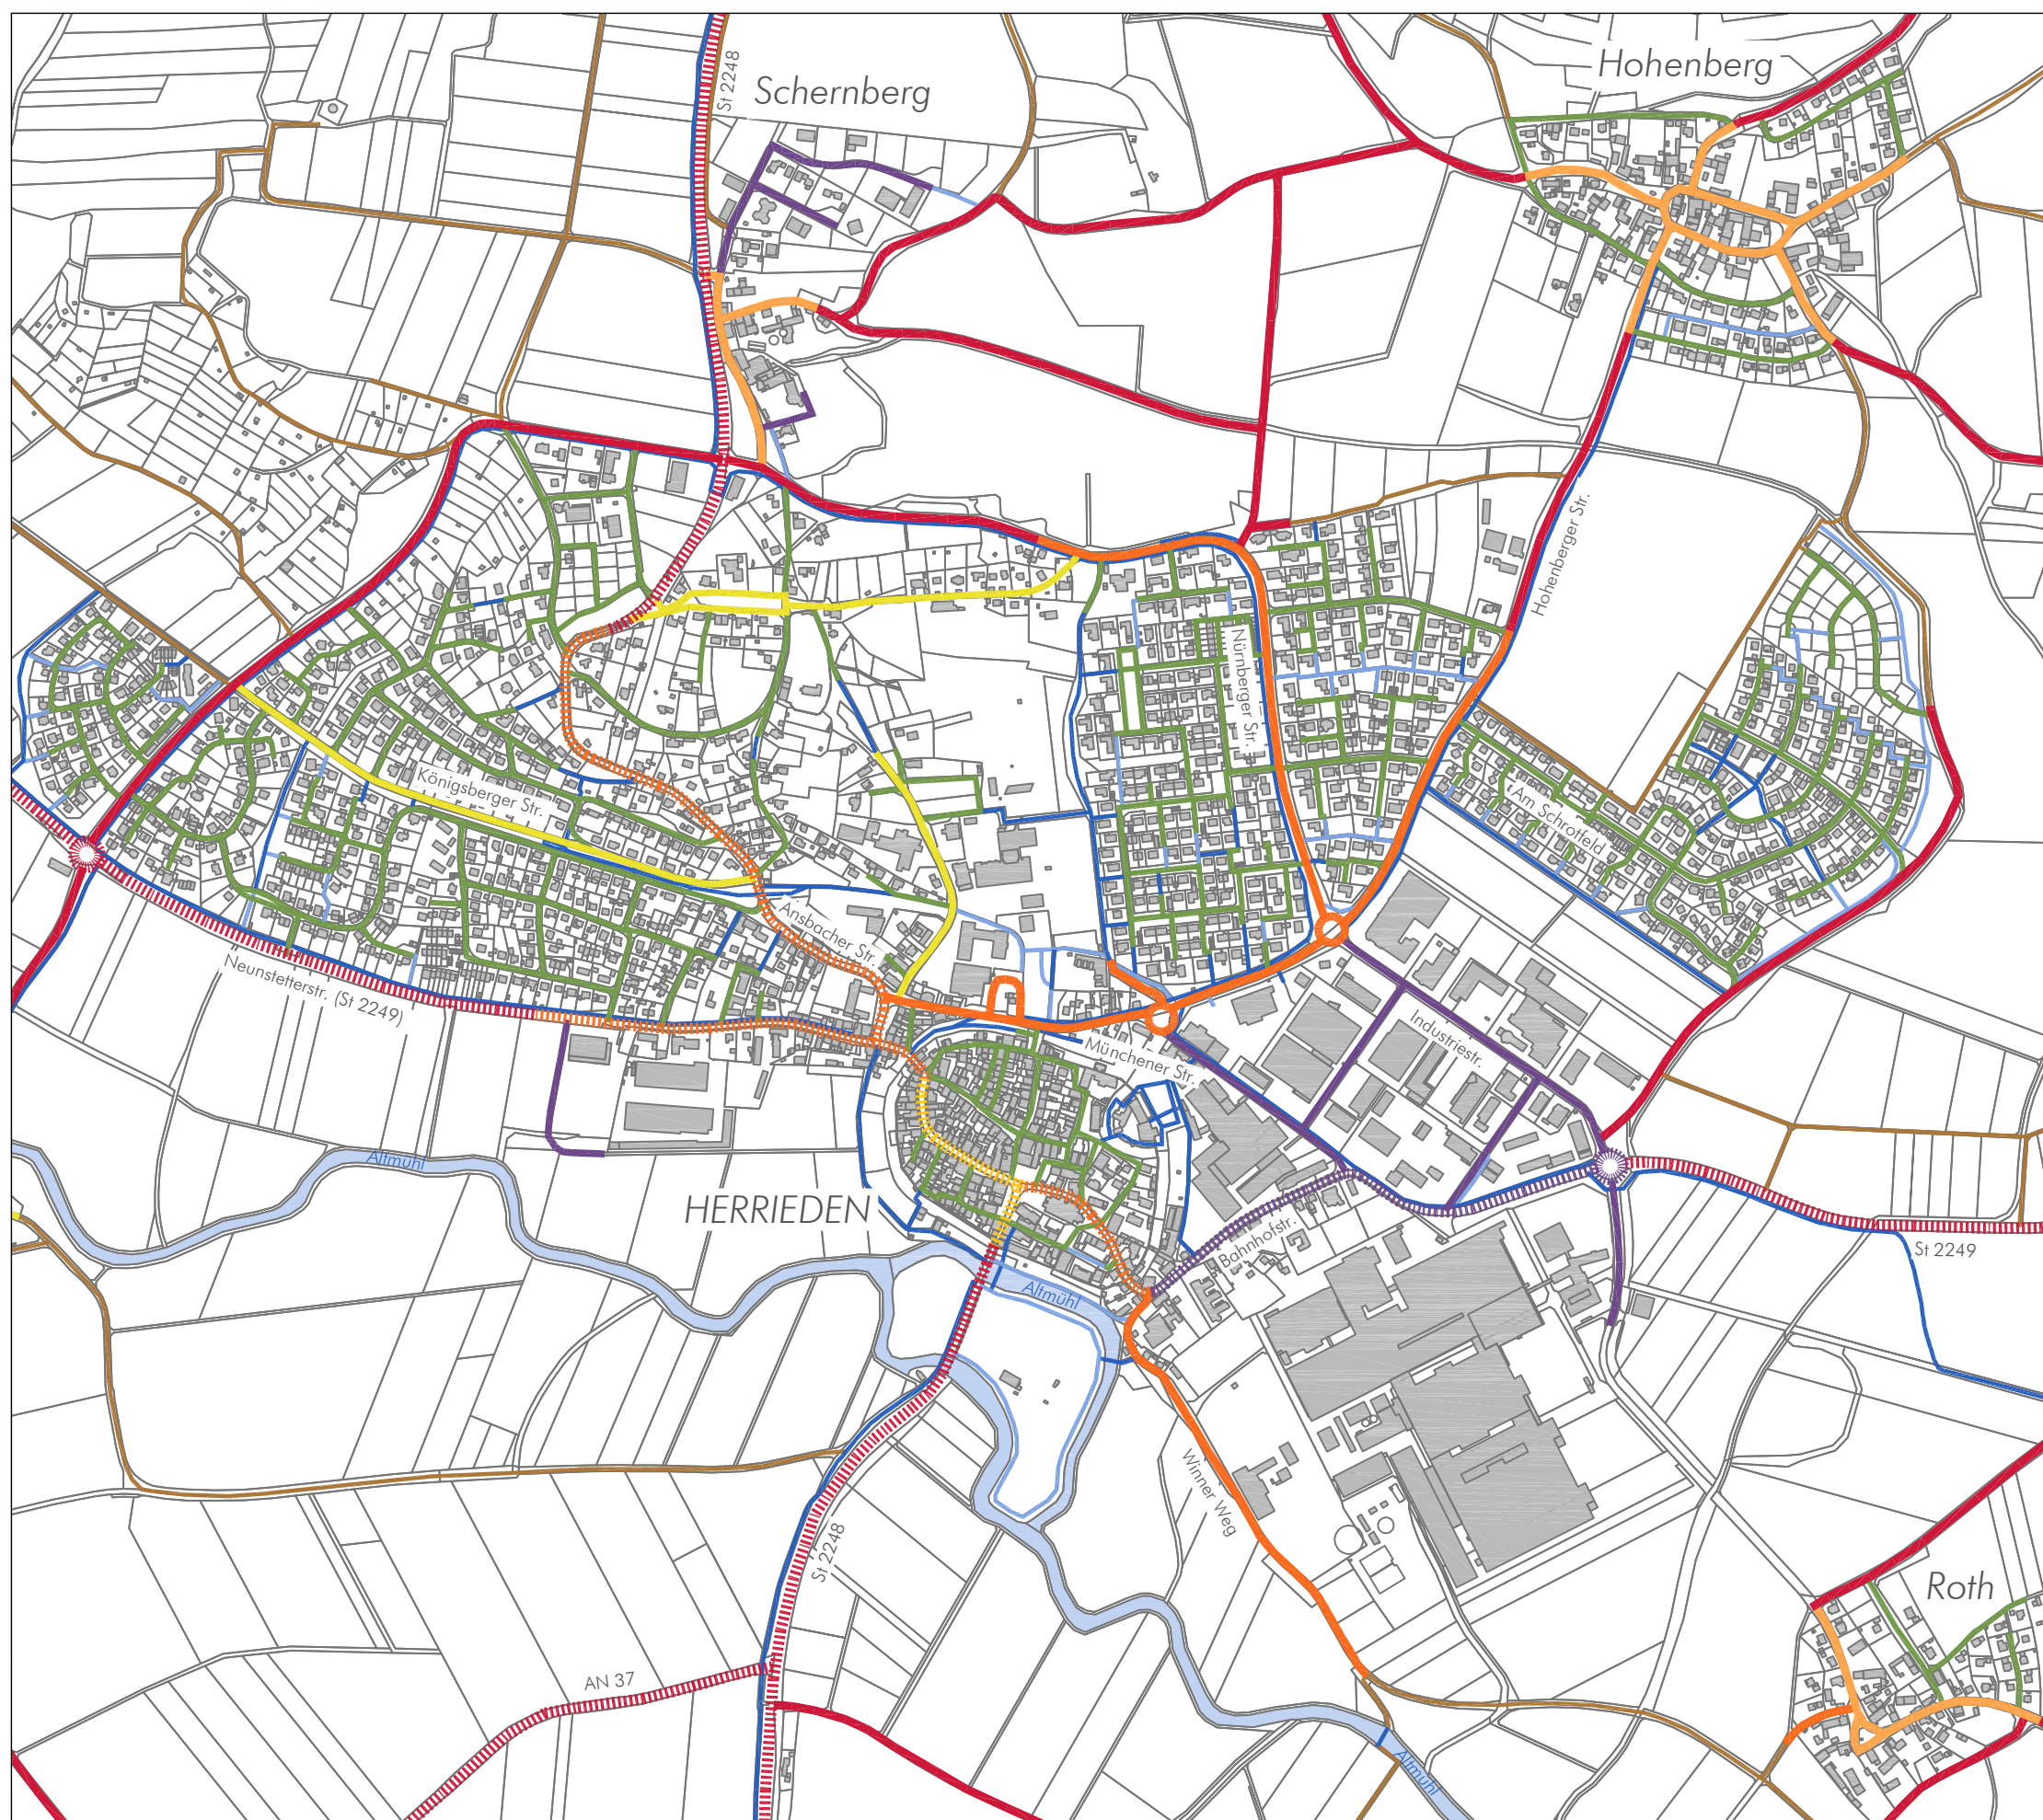 Hohenberg
St 2248
Schernberg
Hohenberger Str.
Nürnberger Str.
Königsberger Str.
Am Schrotfeld
Ansbacher Str.
Neunstetterstr. (St 2249)
Industriestr.
Münchener Str.
Altmühl
HERRIEDEN
Bahnhofstr.
St 2249
Altmühl
Winner Weg
St 2248
Roth
AN 37
Altmühl